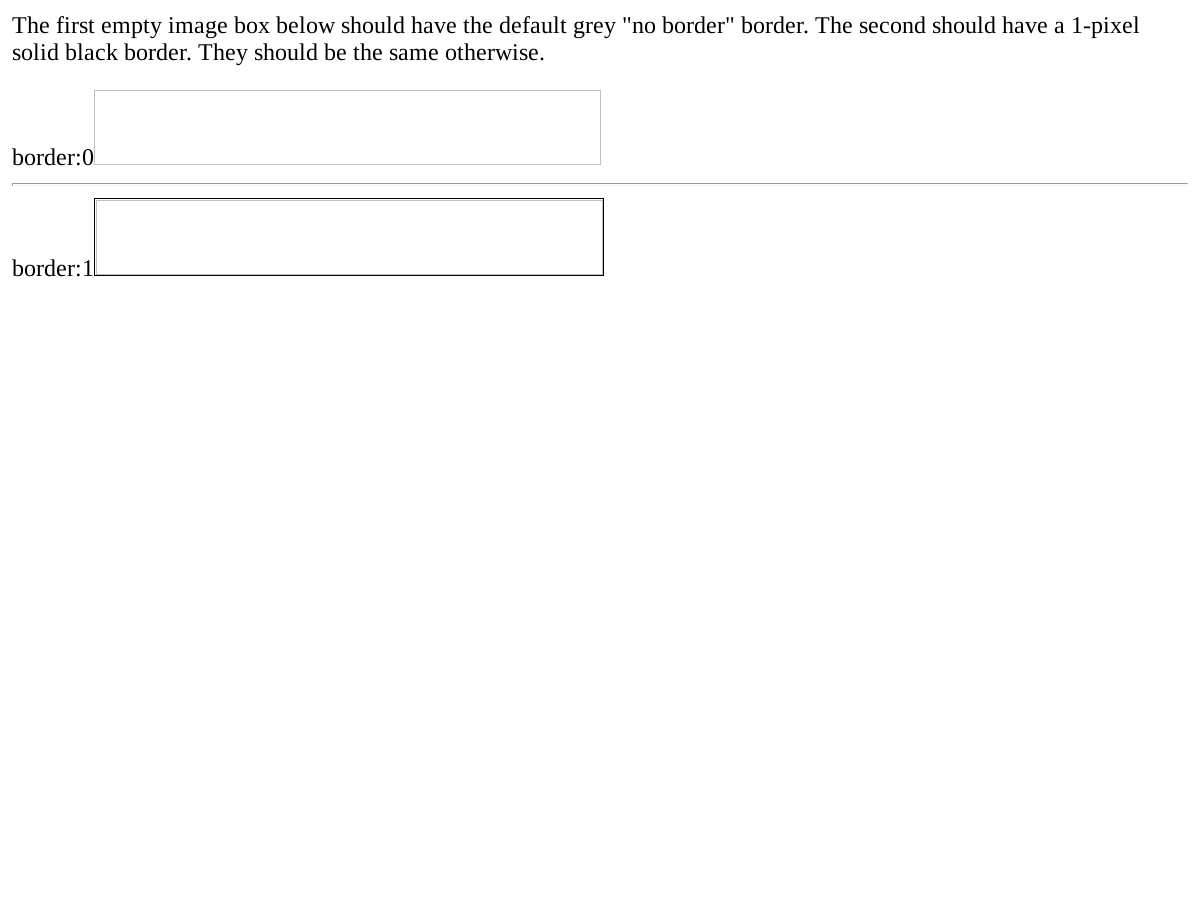 The first empty image box below should have the default grey "no border" border. The second should have a 1-pixel
solid black border. They should be the same otherwise.
border:0
border:1